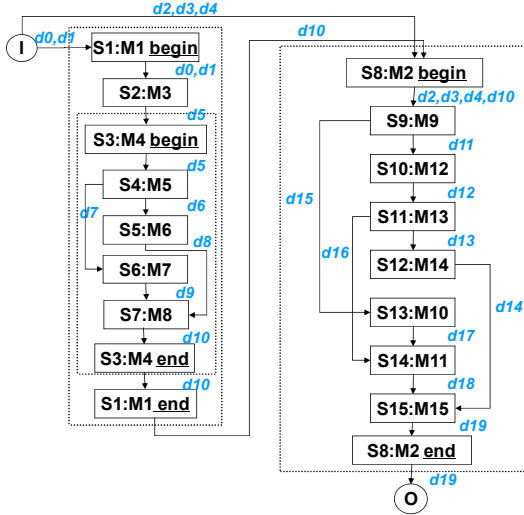 d2,d3,d4
d10
I
d0,d1
S1:M1 begin
d0,d1
S2:M3
d5
S3:M4 begin
d5
S4:M5
d7
d6
S5:M6
d8
S6:M7
d9
S7:M8
d10
S3:M4 end
d10
S1:M1 end
S8:M2 begin
d2,d3,d4,d10
S9:M9
d11
S10:M12
d15
d12
S11:M13
d16
d13
S12:M14
d14
S13:M10
d17
S14:M11
d18
S15:M15
d19
S8:M2 end
d19
O